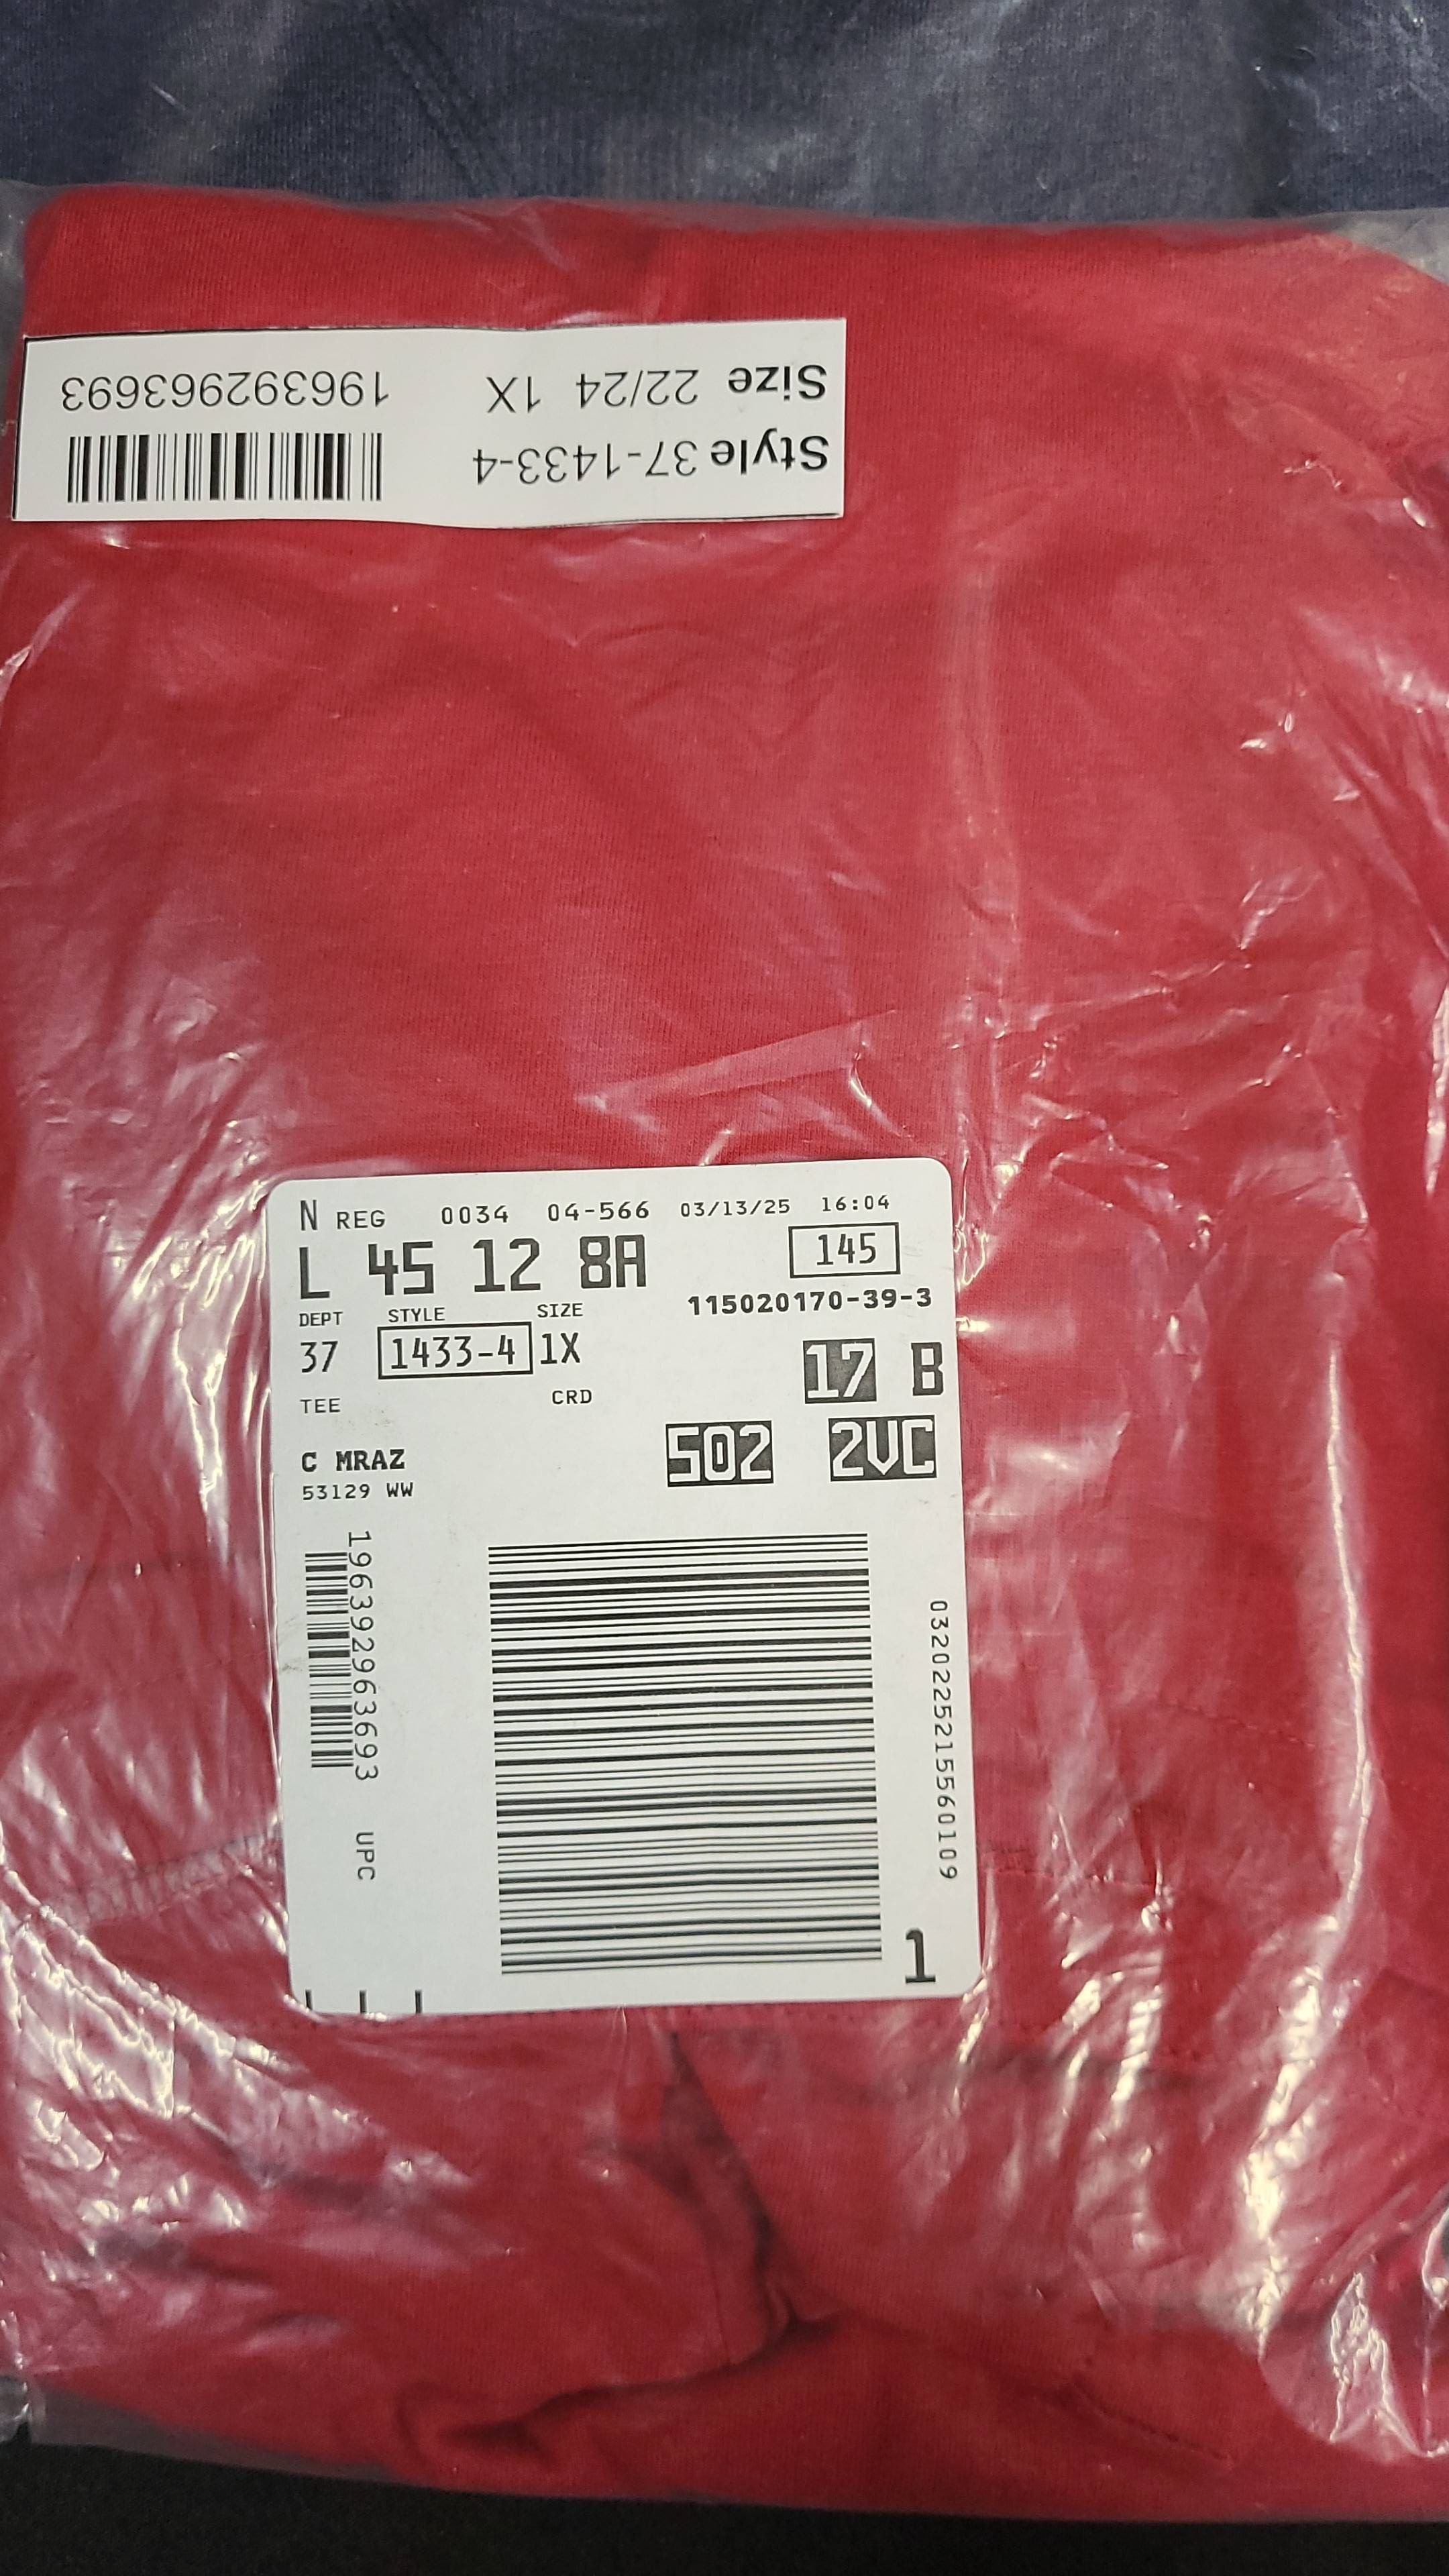 Style 37-1433-4
Size 22/24 1X
196392963693
N REG 0034 04-566 03/13/25 16:04
L 45 12 8A 145
115020170-39-3
DEPT STYLE SIZE
37 1433-4 1X
17 B
TEE CRD
502 2VC
C MRAZ
53129 WW
196392963693 UPC
0320225215560109
1